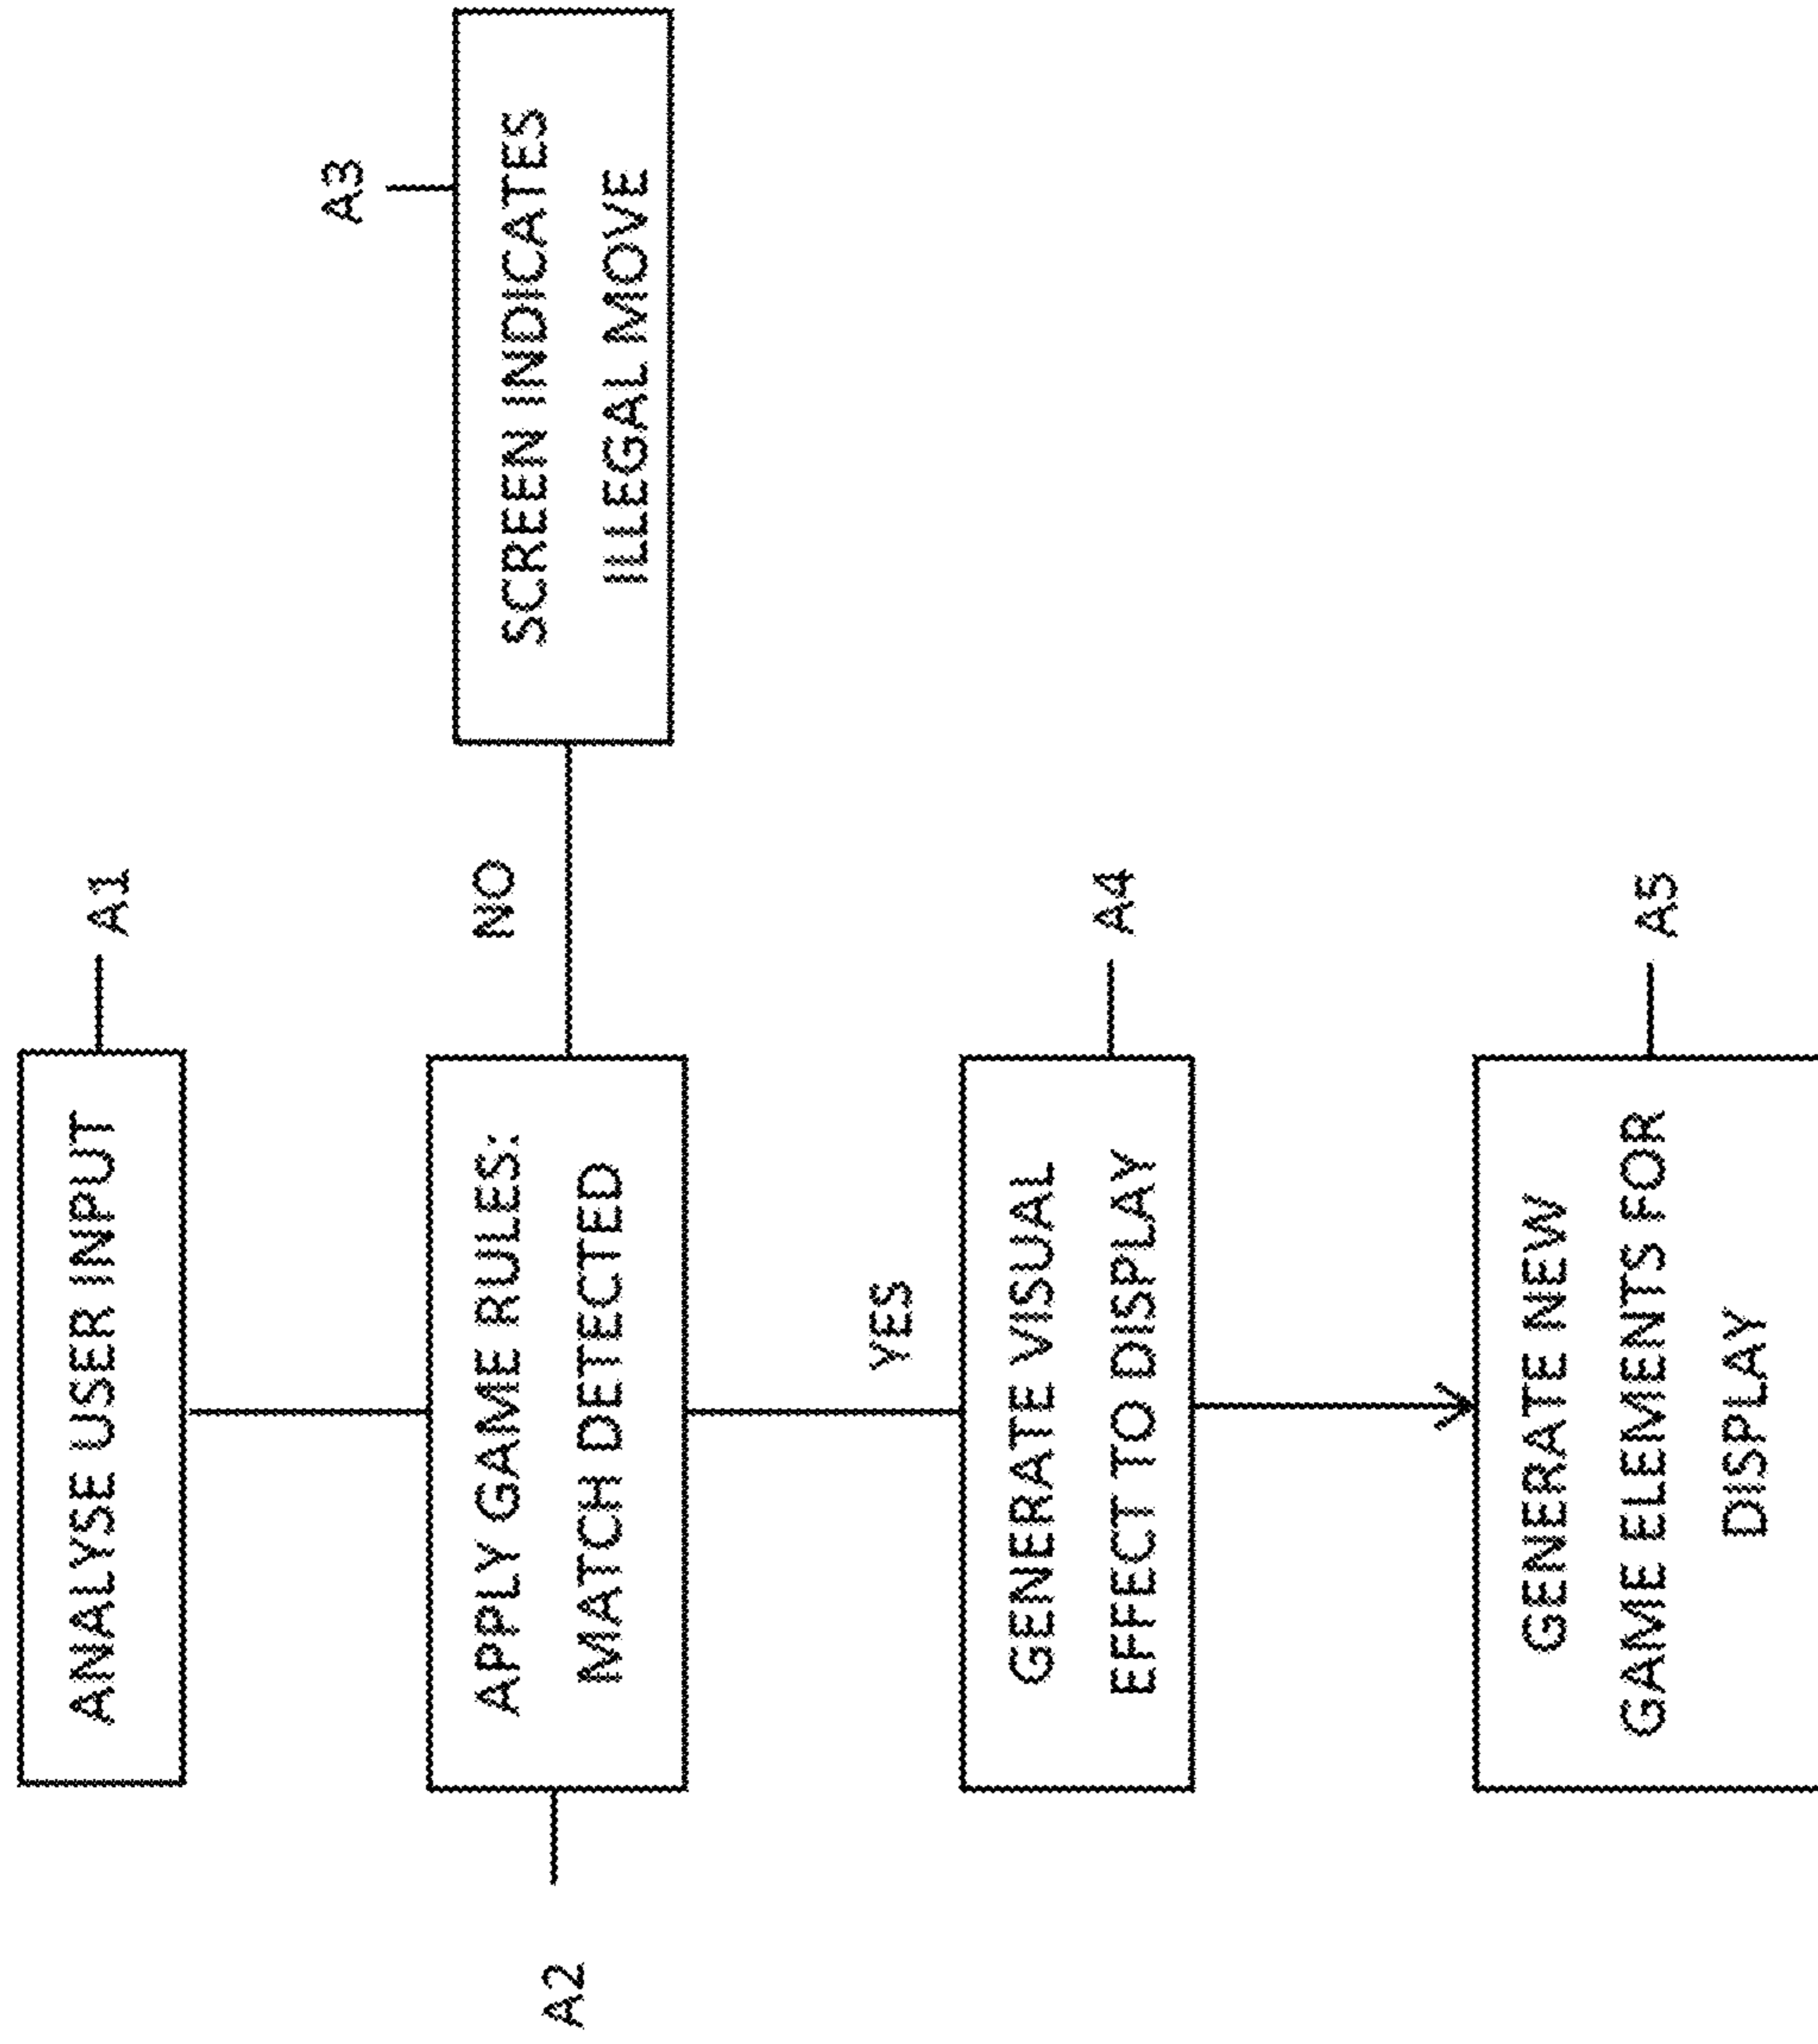 ANALYSE USER INPUT
A1
A2
APPLY GAME RULES:
MATCH DETECTED
NO
A3
SCREEN INDICATES
ILLEGAL MOVE
YES
GENERATE VISUAL
EFFECT TO DISPLAY
A4
GENERATE NEW
GAME ELEMENTS FOR
DISPLAY
A5